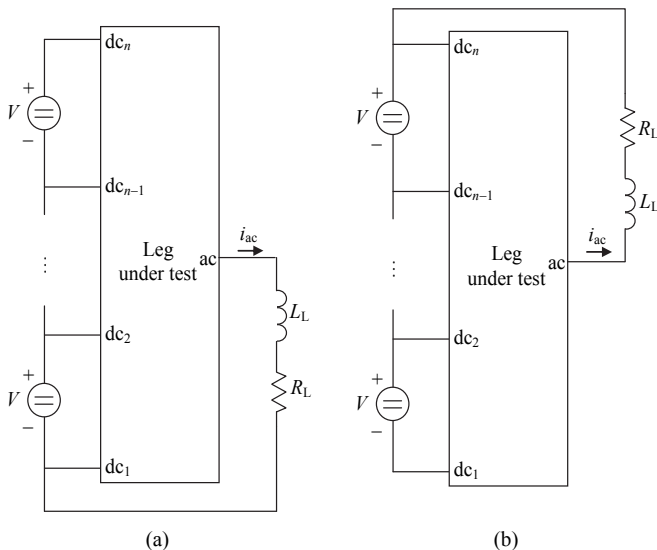 dcₙ
+
V
−
dcₙ₋₁
iac
Leg
under test
ac
⋮
LL
dc₂
+
V
−
RL
dc₁
(a)
dcₙ
+
V
−
RL
dcₙ₋₁
LL
iac
Leg
under test
ac
⋮
dc₂
+
V
−
dc₁
(b)